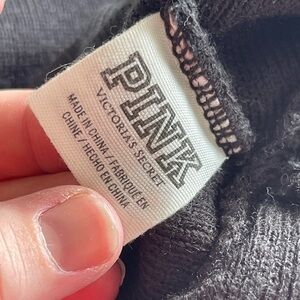 PINK
VICTORIA'S SECRET
MADE IN CHINA / FABRIQUÉ EN
CHINE / HECHO EN CHINA